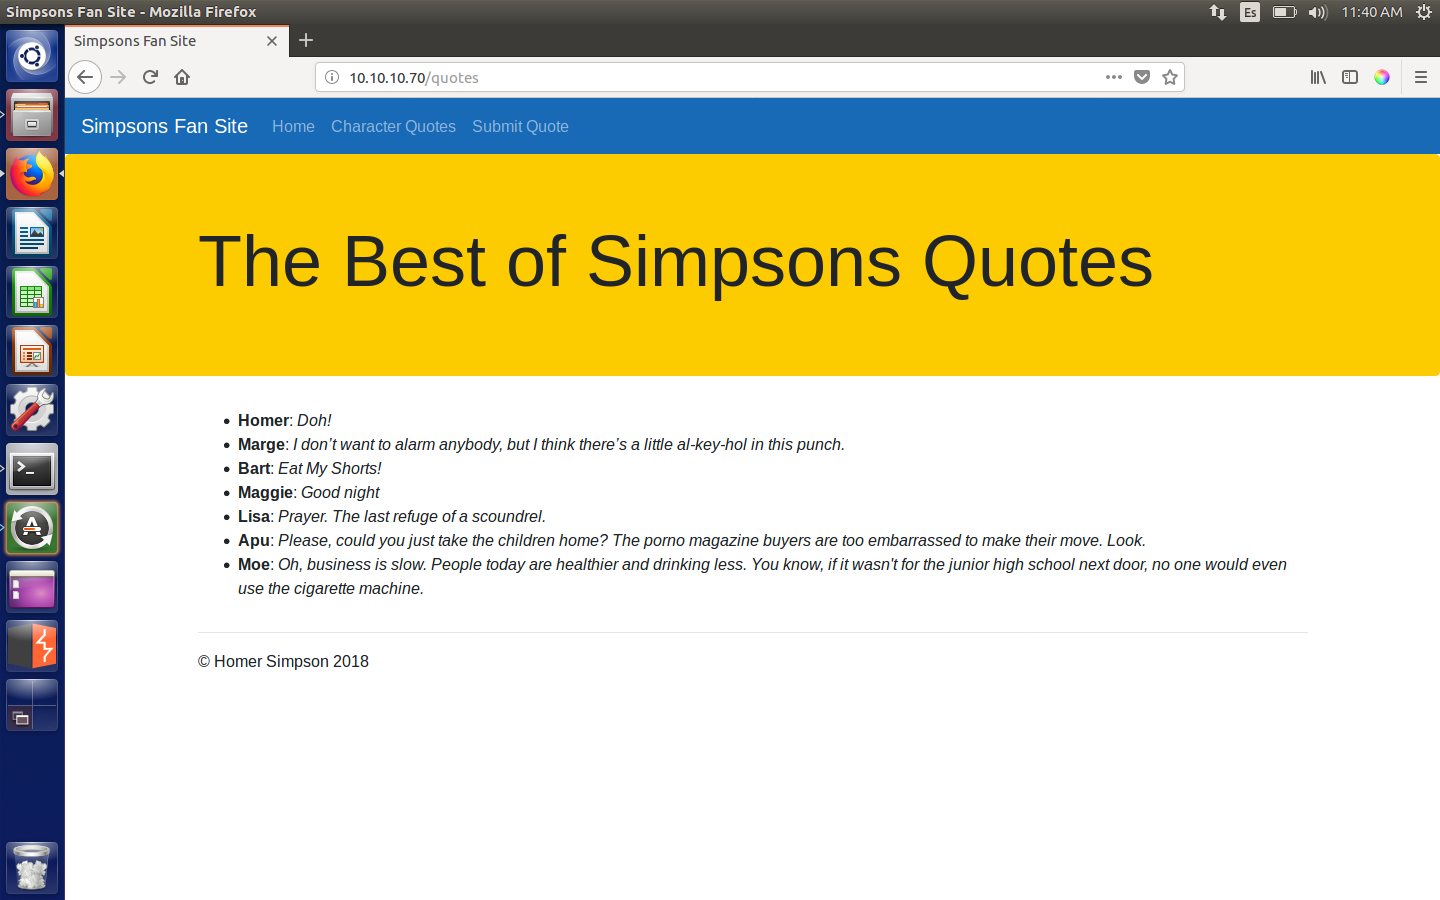 Simpsons Fan Site - Mozilla Firefox
Es
11:40 AM
Simpsons Fan Site
10.10.10.70/quotes
Simpsons Fan Site Home Character Quotes Submit Quote
The Best of Simpsons Quotes
• Homer: Doh!
• Marge: I don’t want to alarm anybody, but I think there’s a little al-key-hol in this punch.
• Bart: Eat My Shorts!
• Maggie: Good night
• Lisa: Prayer. The last refuge of a scoundrel.
• Apu: Please, could you just take the children home? The porno magazine buyers are too embarrassed to make their move. Look.
• Moe: Oh, business is slow. People today are healthier and drinking less. You know, if it wasn't for the junior high school next door, no one would even
use the cigarette machine.
© Homer Simpson 2018